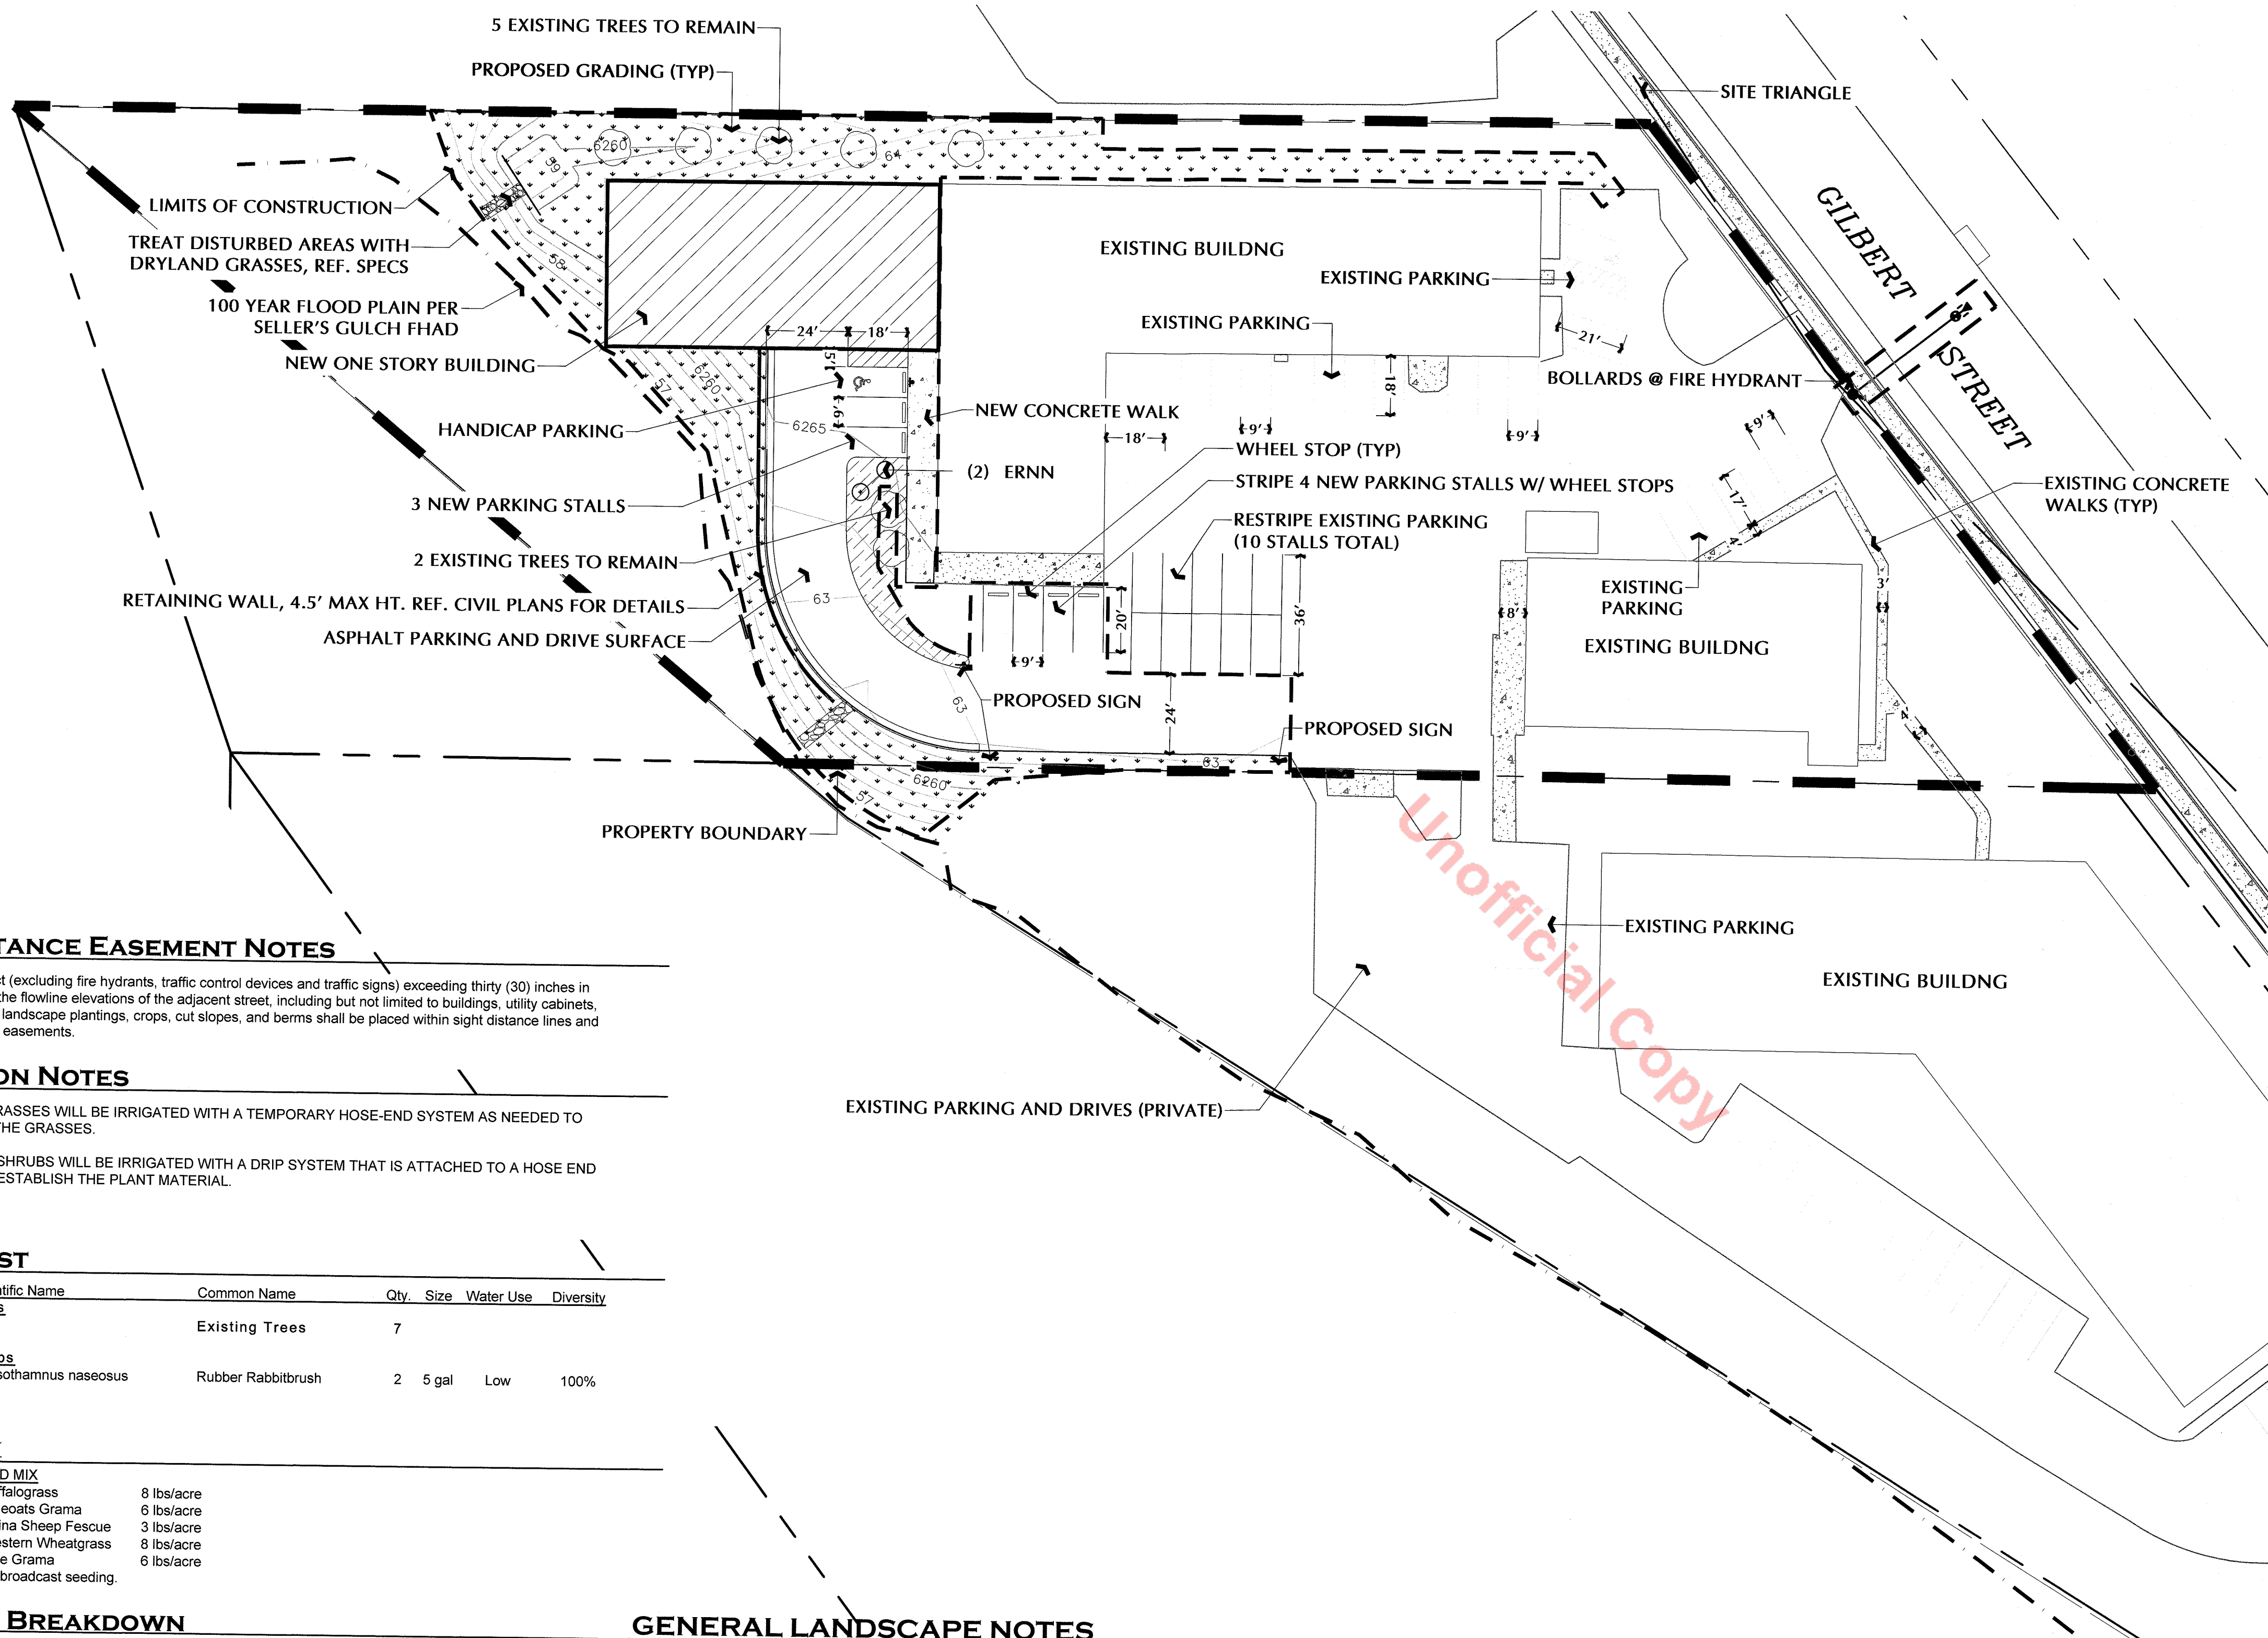 5 EXISTING TREES TO REMAIN
PROPOSED GRADING (TYP)
SITE TRIANGLE
6260
64
59
LIMITS OF CONSTRUCTION
TREAT DISTURBED AREAS WITH
DRYLAND GRASSES, REF. SPECS
58
100 YEAR FLOOD PLAIN PER
SELLER'S GULCH FHAD
NEW ONE STORY BUILDING
EXISTING BUILDNG
EXISTING PARKING
EXISTING PARKING
GILBERT
STREET
24'
18'
5'
21'
18'
BOLLARDS @ FIRE HYDRANT
57
6260
HANDICAP PARKING
9'
6265
NEW CONCRETE WALK
18'
9'
9'
9'
WHEEL STOP (TYP)
(2) ERNN
STRIPE 4 NEW PARKING STALLS W/ WHEEL STOPS
3 NEW PARKING STALLS
17'
EXISTING CONCRETE
WALKS (TYP)
RESTRIPE EXISTING PARKING
(10 STALLS TOTAL)
2 EXISTING TREES TO REMAIN
EXISTING
PARKING
3'
RETAINING WALL, 4.5' MAX HT. REF. CIVIL PLANS FOR DETAILS
63
20'
36'
8'
ASPHALT PARKING AND DRIVE SURFACE
EXISTING BUILDNG
9'
PROPOSED SIGN
63
24'
PROPOSED SIGN
63
6260
57
PROPERTY BOUNDARY
Unofficial Copy
EXISTING PARKING
EXISTING BUILDNG
EXISTING PARKING AND DRIVES (PRIVATE)
TANCE EASEMENT NOTES
t (excluding fire hydrants, traffic control devices and traffic signs) exceeding thirty (30) inches in
the flowline elevations of the adjacent street, including but not limited to buildings, utility cabinets,
landscape plantings, crops, cut slopes, and berms shall be placed within sight distance lines and
easements.
ON NOTES
RASSES WILL BE IRRIGATED WITH A TEMPORARY HOSE-END SYSTEM AS NEEDED TO
THE GRASSES.
SHRUBS WILL BE IRRIGATED WITH A DRIP SYSTEM THAT IS ATTACHED TO A HOSE END
ESTABLISH THE PLANT MATERIAL.
ST
ntific Name Common Name Qty. Size Water Use Diversity
s
Existing Trees 7
bs
sothamnus naseosus Rubber Rabbitbrush 2 5 gal Low 100%
D MIX
ffalograss 8 lbs/acre
eoats Grama 6 lbs/acre
ina Sheep Fescue 3 lbs/acre
estern Wheatgrass 8 lbs/acre
e Grama 6 lbs/acre
broadcast seeding.
BREAKDOWN
GENERAL LANDSCAPE NOTES